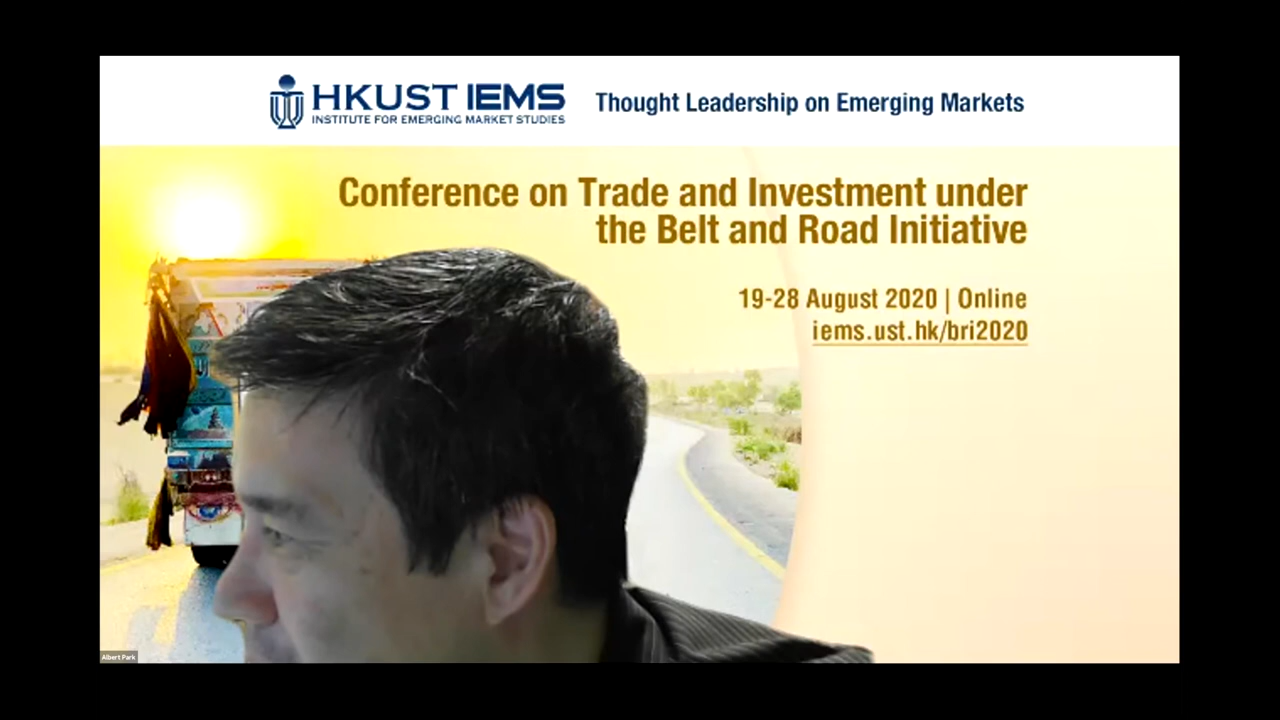 HKUST IEMS
INSTITUTE FOR EMERGING MARKET STUDIES
Thought Leadership on Emerging Markets
Conference on Trade and Investment under
the Belt and Road Initiative
19-28 August 2020 | Online
iems.ust.hk/bri2020
Albert Park